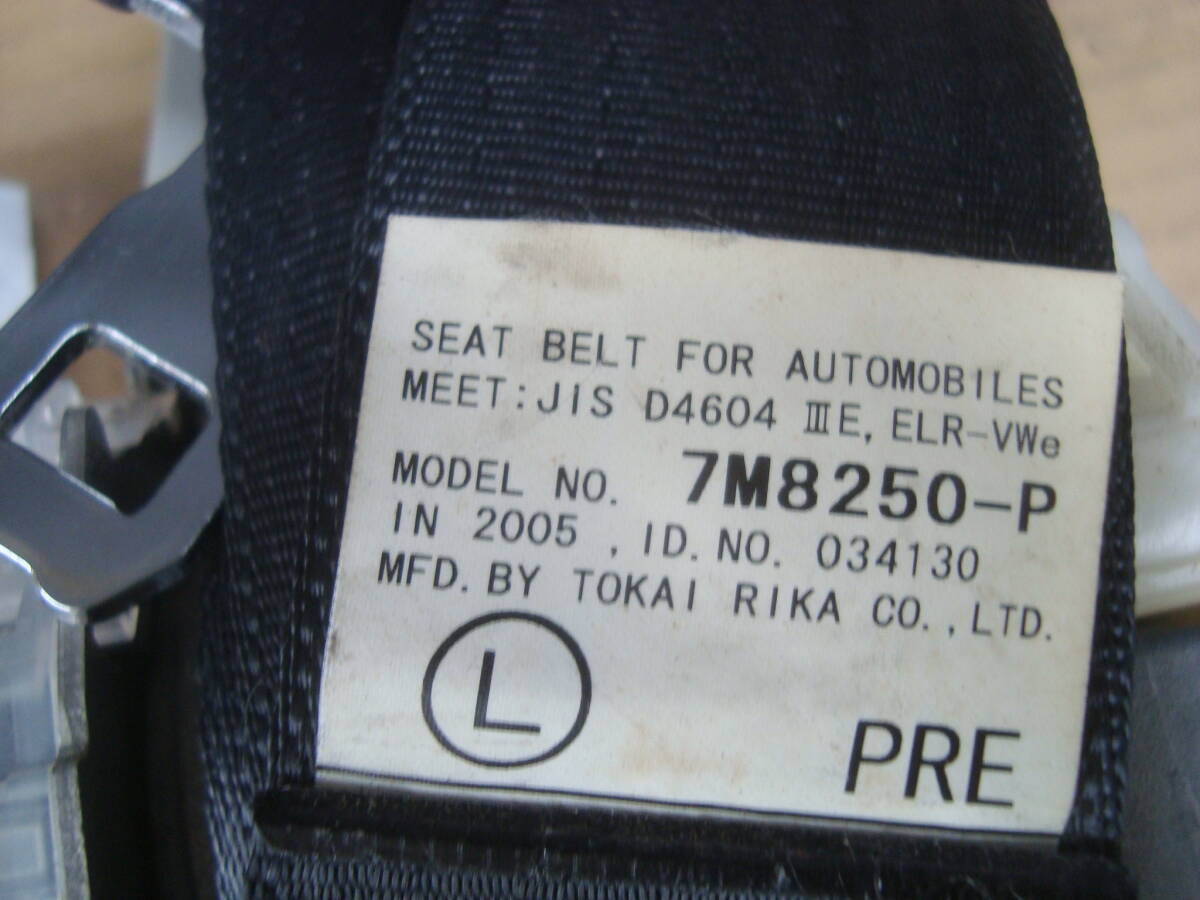 SEAT BELT FOR AUTOMOBILES
MEET:JIS D4604 ⅢE, ELR-VWe
MODEL NO. 7M8250-P
IN 2005 , ID. NO. 034130
MFD. BY TOKAI RIKA CO., LTD.
L PRE